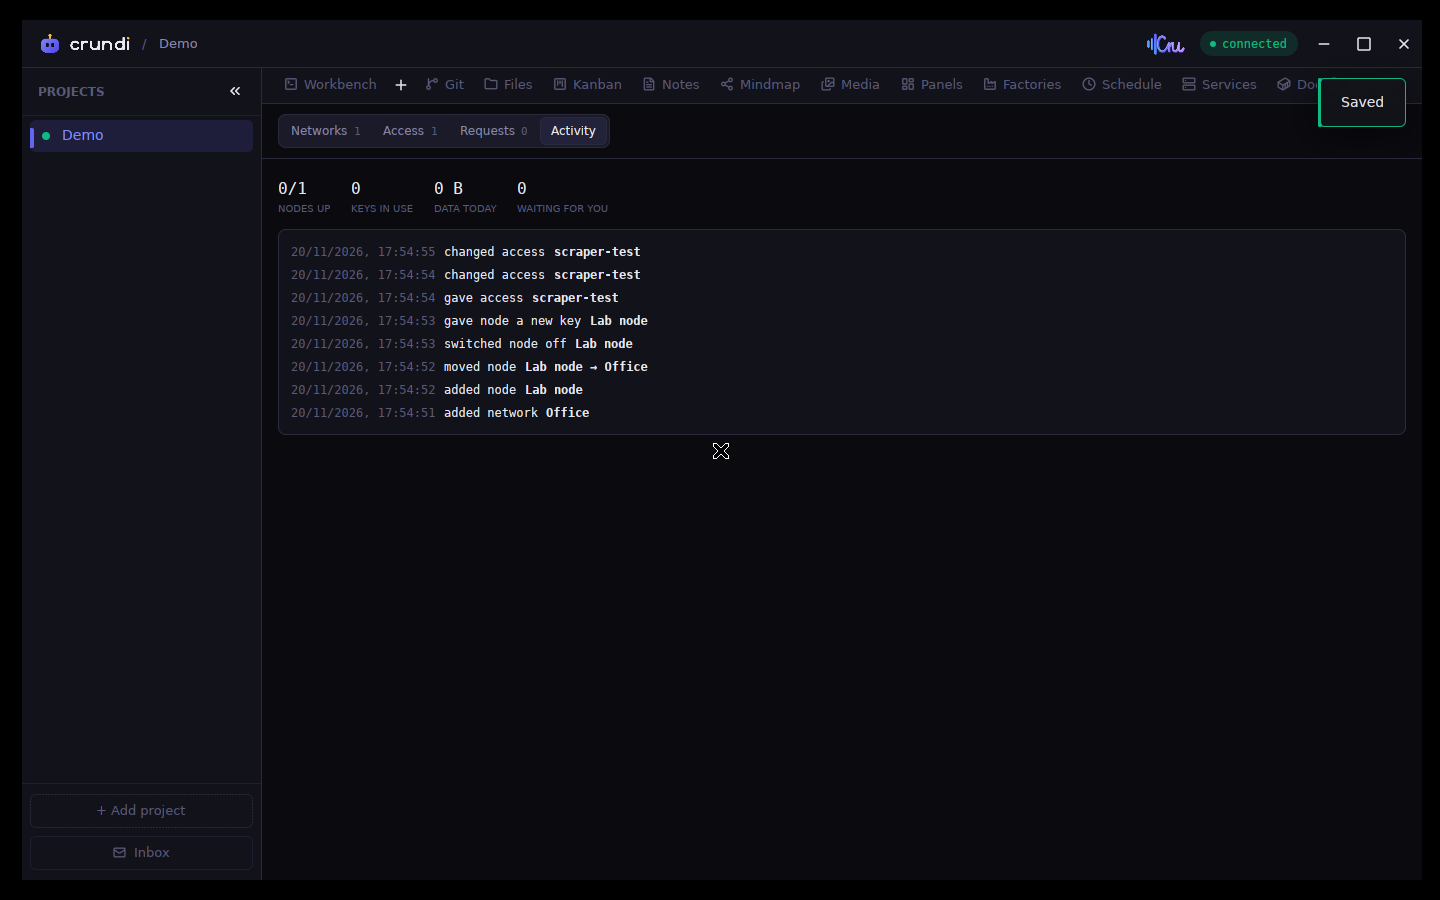 crundi / Demo
Cru
connected
PROJECTS
Workbench + Git Files Kanban Notes Mindmap Media Panels Factories Schedule Services
Saved
Demo
Networks 1 Access 1 Requests 0 Activity
0/1 0 0 B 0
NODES UP KEYS IN USE DATA TODAY WAITING FOR YOU
20/11/2026, 17:54:55 changed access scraper-test
20/11/2026, 17:54:54 changed access scraper-test
20/11/2026, 17:54:54 gave access scraper-test
20/11/2026, 17:54:53 gave node a new key Lab node
20/11/2026, 17:54:53 switched node off Lab node
20/11/2026, 17:54:52 moved node Lab node → Office
20/11/2026, 17:54:52 added node Lab node
20/11/2026, 17:54:51 added network Office
+ Add project
Inbox